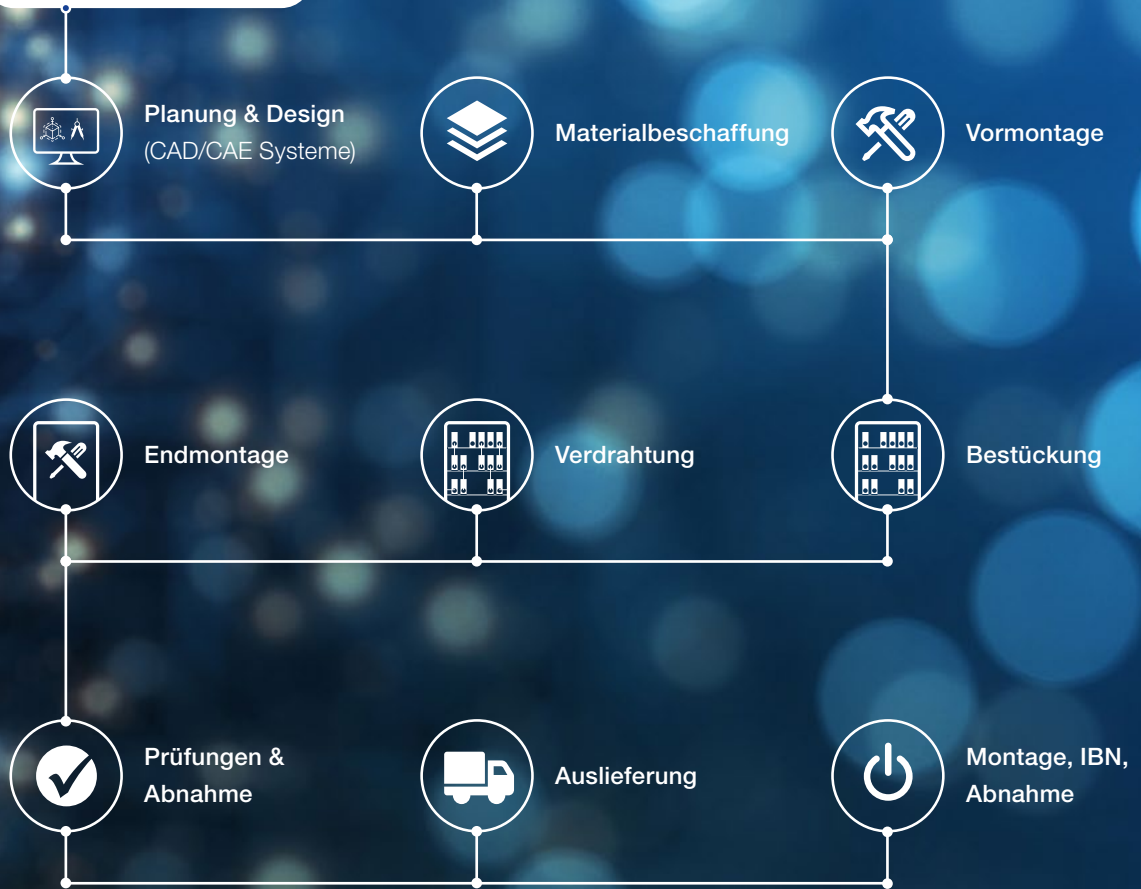 Planung & Design
(CAD/CAE Systeme)
Materialbeschaffung
Vormontage
Endmontage
Verdrahtung
Bestückung
Prüfungen &
Abnahme
Auslieferung
Montage, IBN,
Abnahme